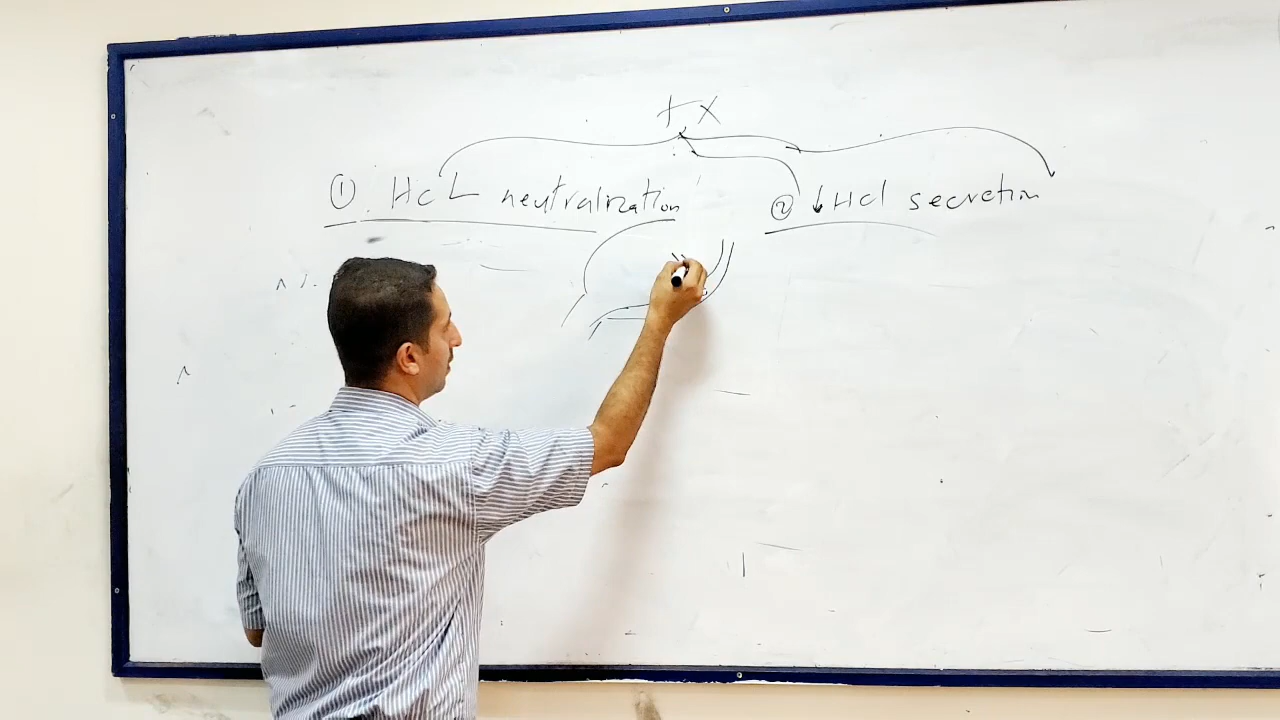 tx
① HCL neutralization
② ↓HCl secretion